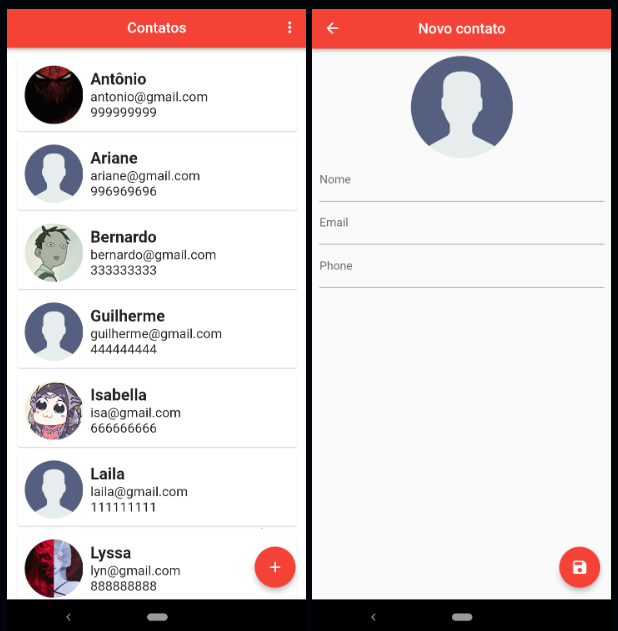 Contatos
Antônio
antonio@gmail.com
999999999
Ariane
ariane@gmail.com
996969696
Bernardo
bernardo@gmail.com
333333333
Guilherme
guilherme@gmail.com
444444444
Isabella
isa@gmail.com
666666666
Laila
laila@gmail.com
111111111
Lyssa
lyn@gmail.com
888888888
Novo contato
Nome
Email
Phone